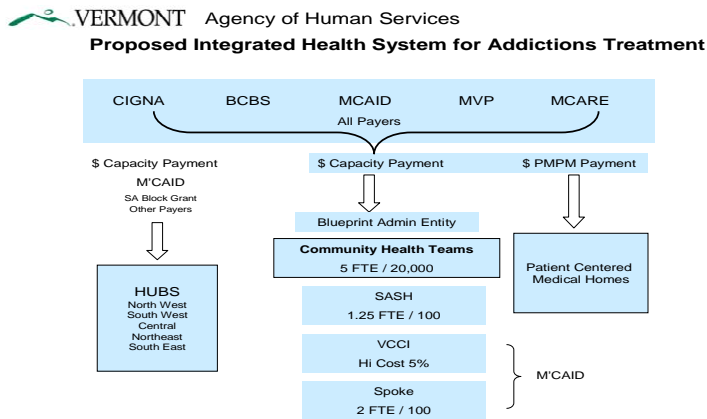 VERMONT Agency of Human Services
Proposed Integrated Health System for Addictions Treatment
CIGNA BCBS MCAID MVP MCARE
All Payers
$ Capacity Payment
M'CAID
SA Block Grant
Other Payers
HUBS
North West
South West
Central
Northeast
South East
$ Capacity Payment
Blueprint Admin Entity
Community Health Teams
5 FTE / 20,000
SASH
1.25 FTE / 100
VCCI
Hi Cost 5%
Spoke
2 FTE / 100
M'CAID
$ PMPM Payment
Patient Centered
Medical Homes